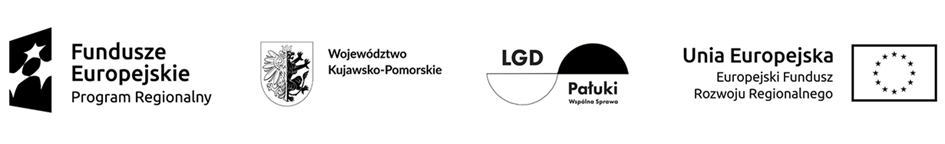 Fundusze
Europejskie
Program Regionalny
Województwo
Kujawsko-Pomorskie
LGD
Pałuki
Wspólna Sprawa
Unia Europejska
Europejski Fundusz
Rozwoju Regionalnego